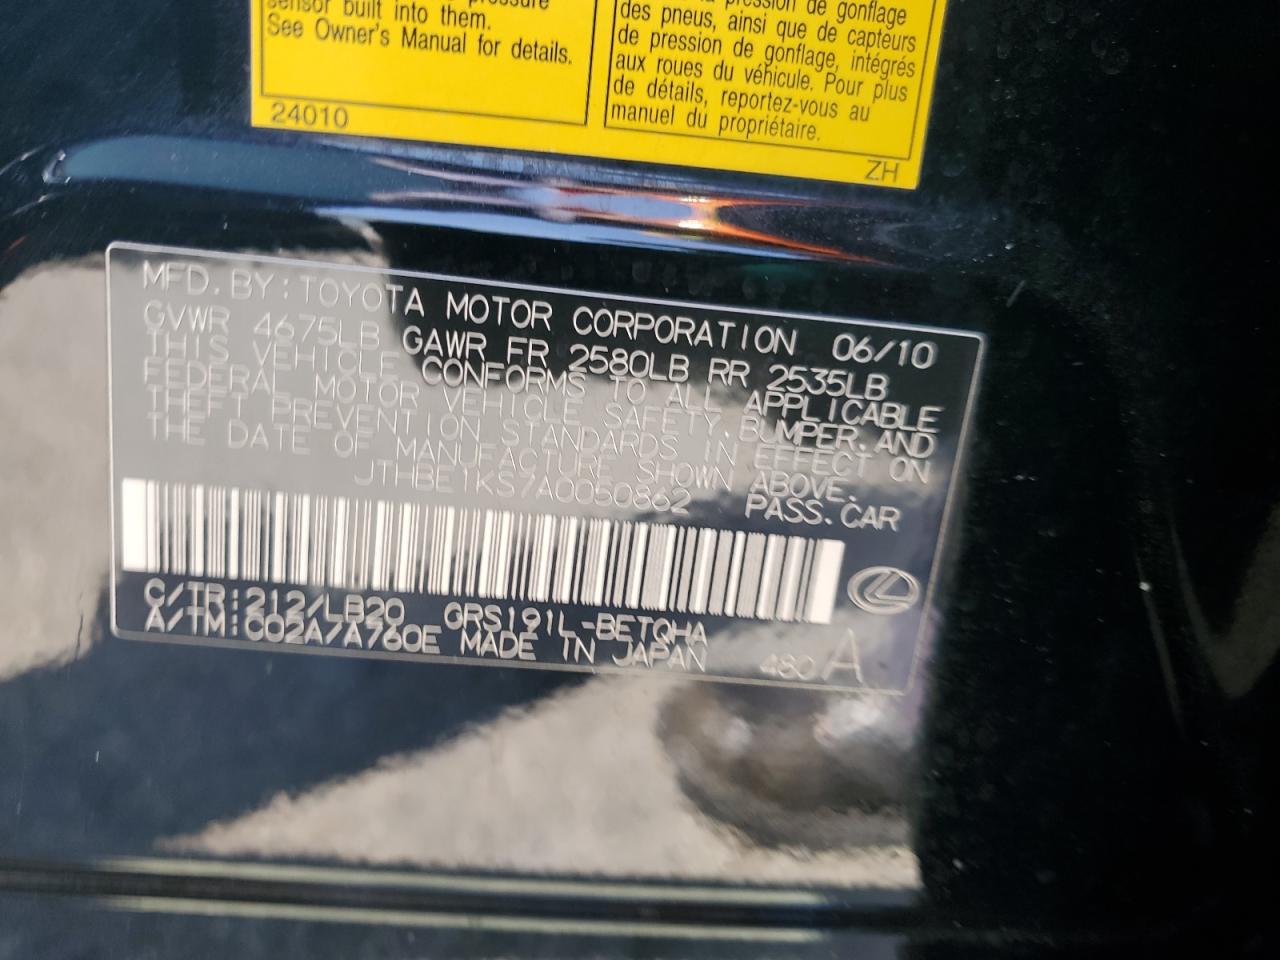 sensor built into them.
See Owner's Manual for details.
24010
pression de gonflage
des pneus, ainsi que de capteurs
de pression de gonflage, intégrés
aux roues du véhicule. Pour plus
de détails, reportez-vous au
manuel du propriétaire.
ZH
MFD. BY: TOYOTA MOTOR CORPORATION 06/10
GVWR 4675LB GAWR FR 2580LB RR 2535LB
THIS VEHICLE CONFORMS TO ALL APPLICABLE
FEDERAL MOTOR VEHICLE SAFETY, BUMPER, AND
THEFT PREVENTION STANDARDS IN EFFECT ON
THE DATE OF MANUFACTURE SHOWN ABOVE.
JTHBE1KS7A0050862 PASS. CAR
C/TR: 212/LB20 GRS191L-BETQHA
A/TM: C02A/A760E MADE IN JAPAN 480 A